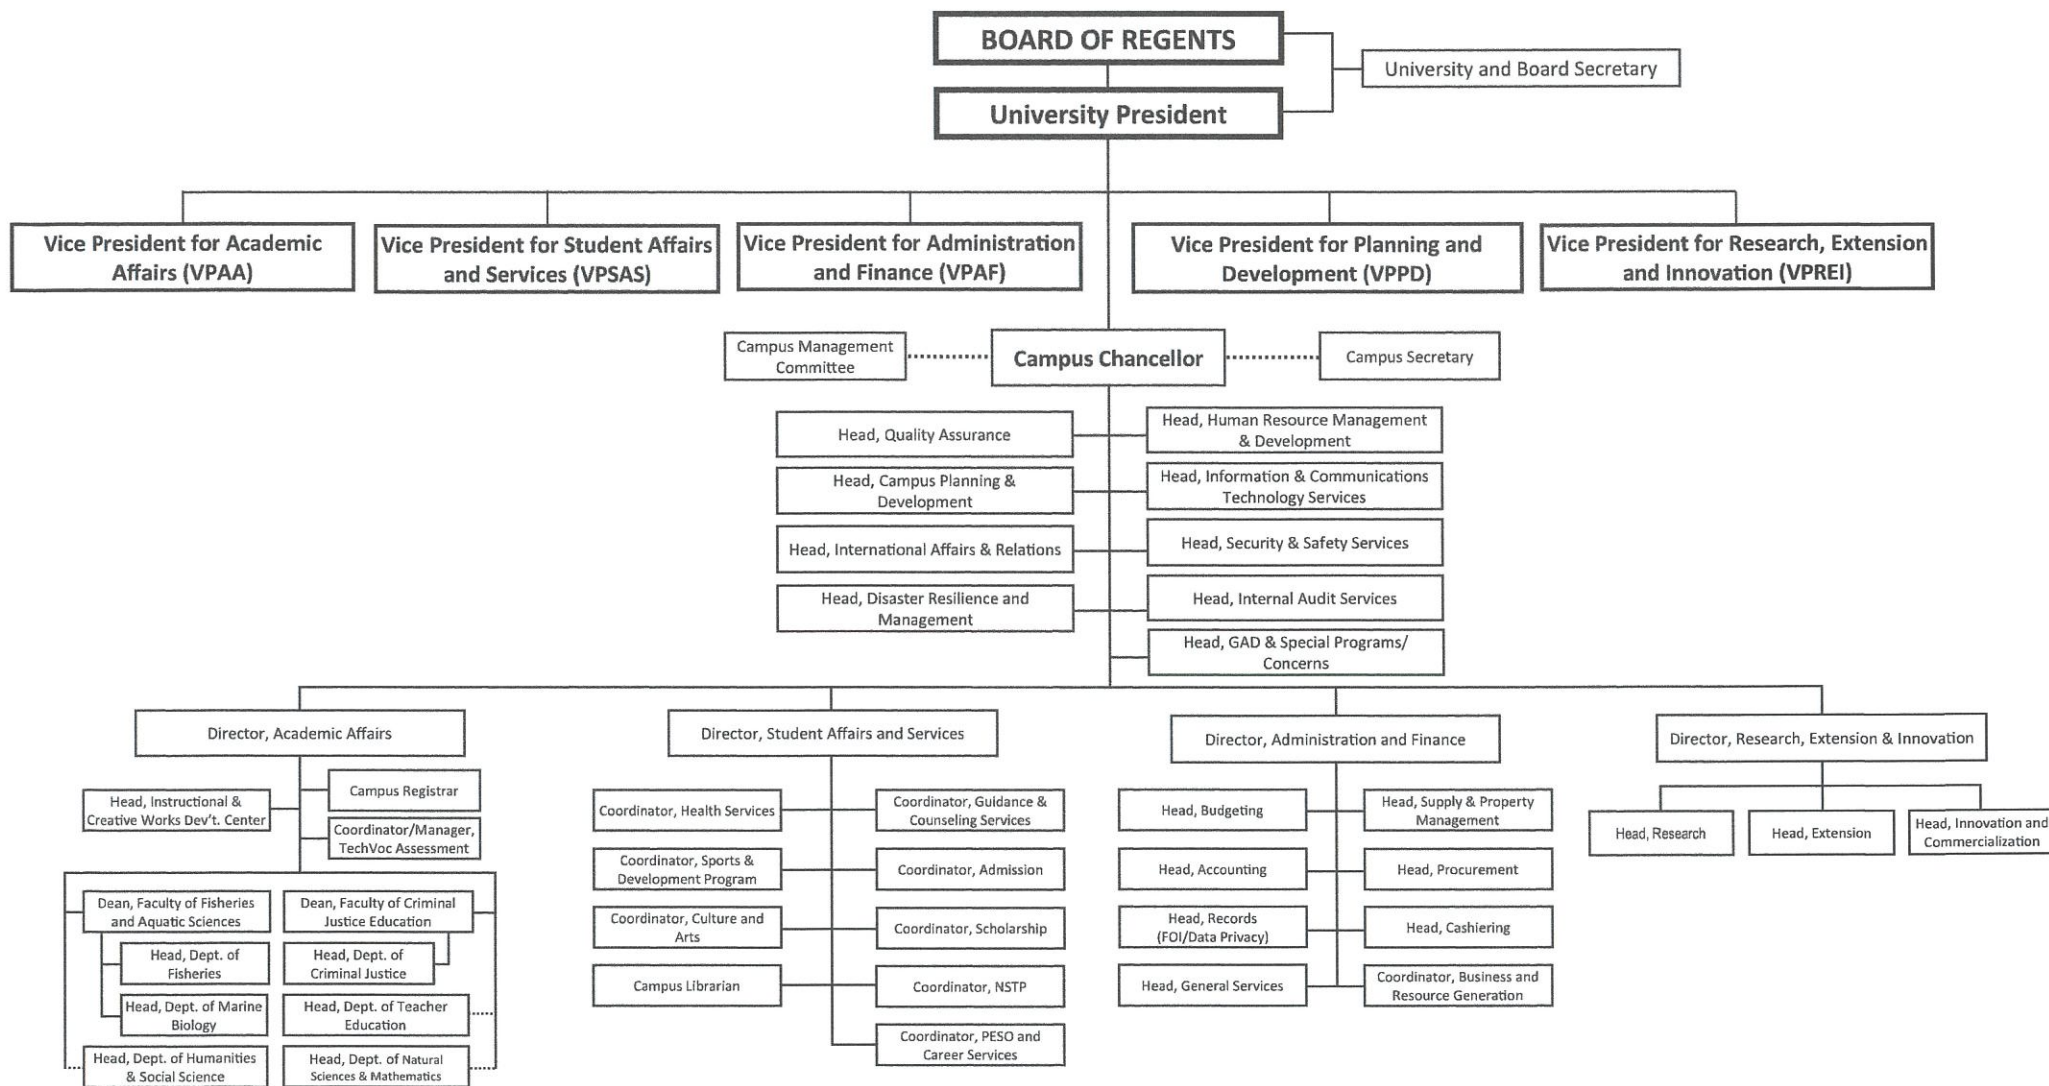 BOARD OF REGENTS
University and Board Secretary
University President
Vice President for Academic
Affairs (VPAA)
Vice President for Student Affairs
and Services (VPSAS)
Vice President for Administration
and Finance (VPAF)
Vice President for Planning and
Development (VPPD)
Vice President for Research, Extension
and Innovation (VPREI)
Campus Management
Committee
Campus Chancellor
Campus Secretary
Head, Quality Assurance
Head, Human Resource Management
& Development
Head, Campus Planning &
Development
Head, Information & Communications
Technology Services
Head, International Affairs & Relations
Head, Security & Safety Services
Head, Disaster Resilience and
Management
Head, Internal Audit Services
Head, GAD & Special Programs/
Concerns
Director, Academic Affairs
Campus Registrar
Head, Instructional &
Creative Works Dev't. Center
Coordinator/Manager,
TechVoc Assessment
Dean, Faculty of Fisheries
and Aquatic Sciences
Dean, Faculty of Criminal
Justice Education
Head, Dept. of
Fisheries
Head, Dept. of
Criminal Justice
Head, Dept. of Marine
Biology
Head, Dept. of Teacher
Education
Head, Dept. of Humanities
& Social Science
Head, Dept. of Natural
Sciences & Mathematics
Director, Student Affairs and Services
Coordinator, Health Services
Coordinator, Guidance &
Counseling Services
Coordinator, Sports &
Development Program
Coordinator, Admission
Coordinator, Culture and
Arts
Coordinator, Scholarship
Campus Librarian
Coordinator, NSTP
Coordinator, PESO and
Career Services
Director, Administration and Finance
Head, Budgeting
Head, Supply & Property
Management
Head, Accounting
Head, Procurement
Head, Records
(FOI/Data Privacy)
Head, Cashiering
Head, General Services
Coordinator, Business and
Resource Generation
Director, Research, Extension & Innovation
Head, Research
Head, Extension
Head, Innovation and
Commercialization